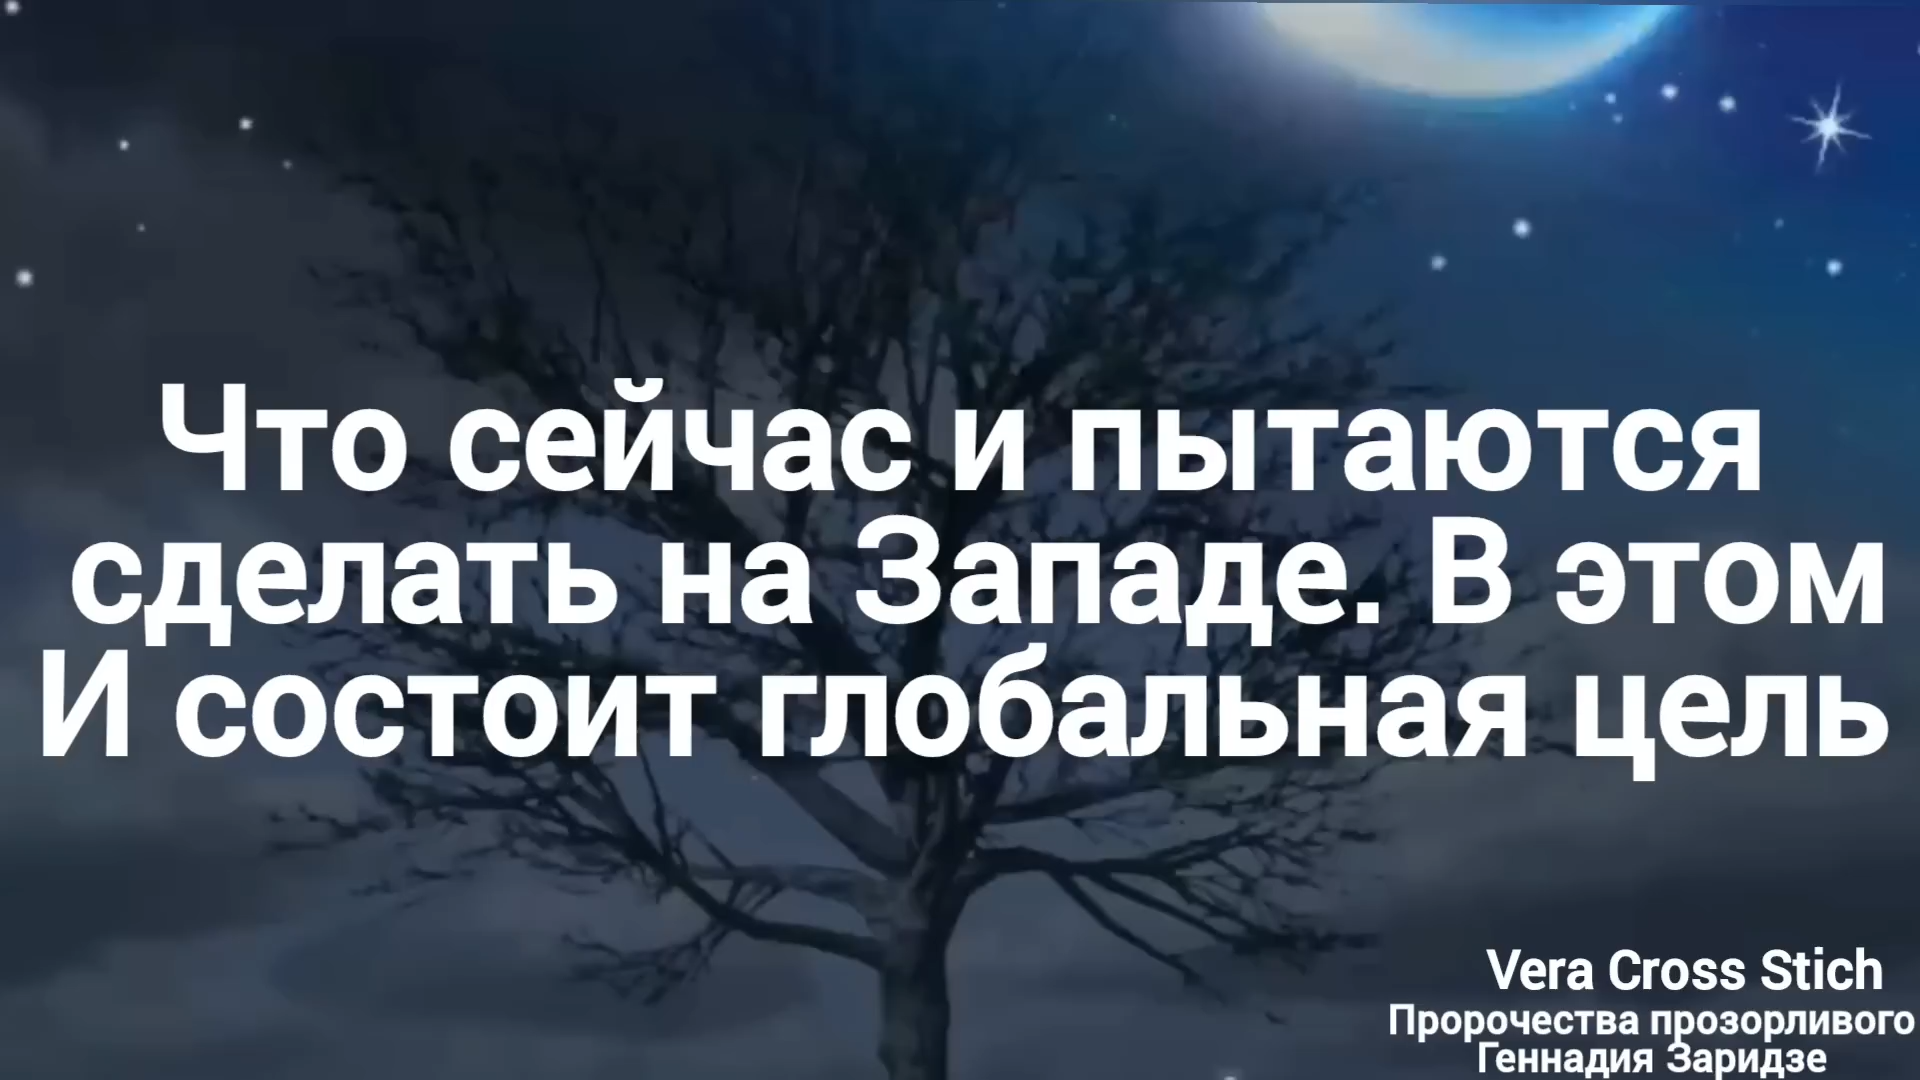 Что сейчас и пытаются
сделать на Западе. В этом
И состоит глобальная цель
Vera Cross Stich
Пророчества прозорливого
Геннадия Заридзе